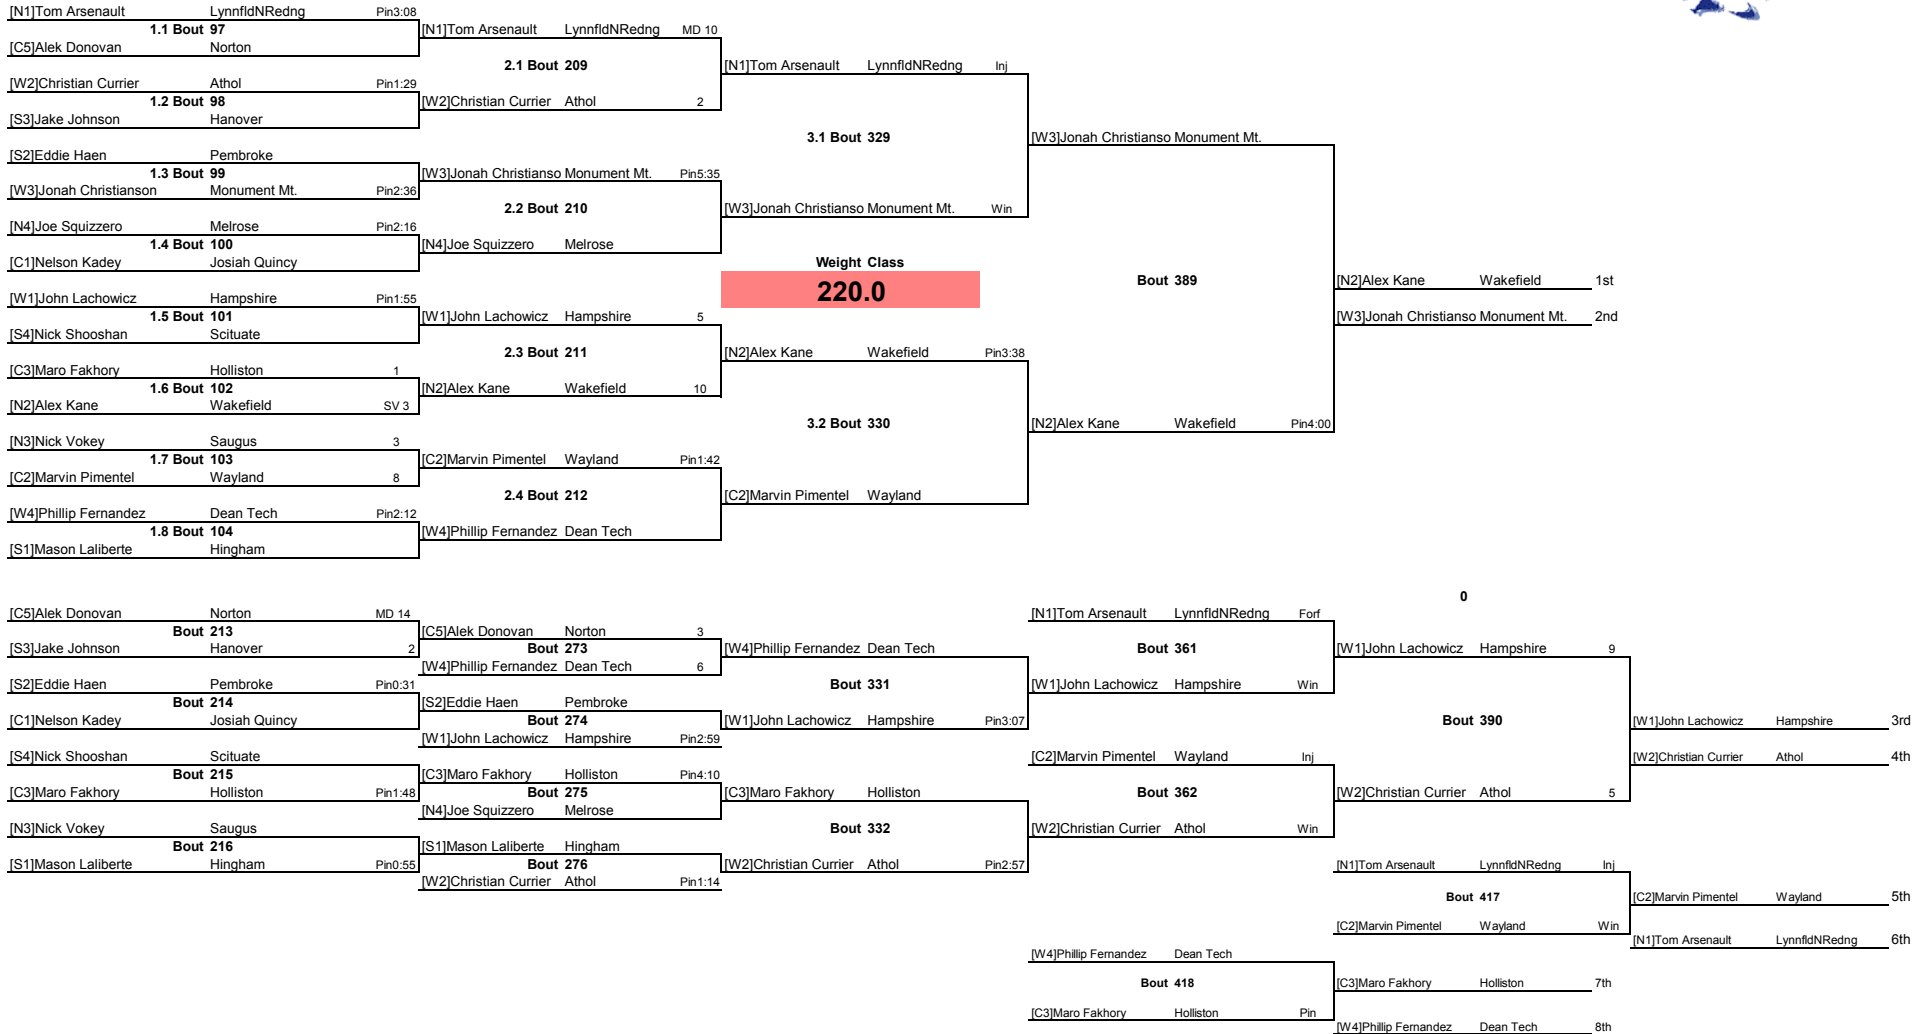 [N1]Tom Arsenault LynnfldNRedng Pin3:08
1.1 Bout 97
[C5]Alek Donovan Norton
[W2]Christian Currier Athol Pin1:29
1.2 Bout 98
[S3]Jake Johnson Hanover
[S2]Eddie Haen Pembroke
1.3 Bout 99
[W3]Jonah Christianson Monument Mt. Pin2:36
[N4]Joe Squizzero Melrose Pin2:16
1.4 Bout 100
[C1]Nelson Kadey Josiah Quincy
[W1]John Lachowicz Hampshire Pin1:55
1.5 Bout 101
[S4]Nick Shooshan Scituate
[C3]Maro Fakhory Holliston 1
1.6 Bout 102
[N2]Alex Kane Wakefield SV 3
[N3]Nick Vokey Saugus 3
1.7 Bout 103
[C2]Marvin Pimentel Wayland 8
[W4]Phillip Fernandez Dean Tech Pin2:12
1.8 Bout 104
[S1]Mason Laliberte Hingham
[N1]Tom Arsenault LynnfldNRedng MD 10
2.1 Bout 209
[W2]Christian Currier Athol 2
[W3]Jonah Christianso Monument Mt. Pin5:35
2.2 Bout 210
[N4]Joe Squizzero Melrose
[W1]John Lachowicz Hampshire 5
2.3 Bout 211
[N2]Alex Kane Wakefield 10
[C2]Marvin Pimentel Wayland Pin1:42
2.4 Bout 212
[W4]Phillip Fernandez Dean Tech
[N1]Tom Arsenault LynnfldNRedng Inj
3.1 Bout 329
[W3]Jonah Christianso Monument Mt. Win
Weight Class
220.0
[N2]Alex Kane Wakefield Pin3:38
3.2 Bout 330
[C2]Marvin Pimentel Wayland
[W3]Jonah Christianso Monument Mt.
Bout 389
[N2]Alex Kane Wakefield Pin4:00
[N2]Alex Kane Wakefield 1st
[W3]Jonah Christianso Monument Mt. 2nd
[C5]Alek Donovan Norton MD 14
Bout 213
[S3]Jake Johnson Hanover 2
[S2]Eddie Haen Pembroke Pin0:31
Bout 214
[C1]Nelson Kadey Josiah Quincy
[S4]Nick Shooshan Scituate
Bout 215
[C3]Maro Fakhory Holliston Pin1:48
[N3]Nick Vokey Saugus
Bout 216
[S1]Mason Laliberte Hingham Pin0:55
[C5]Alek Donovan Norton 3
Bout 273
[W4]Phillip Fernandez Dean Tech 6
[S2]Eddie Haen Pembroke
Bout 274
[W1]John Lachowicz Hampshire Pin2:59
[C3]Maro Fakhory Holliston Pin4:10
Bout 275
[N4]Joe Squizzero Melrose
[S1]Mason Laliberte Hingham
Bout 276
[W2]Christian Currier Athol Pin1:14
[W4]Phillip Fernandez Dean Tech
Bout 331
[W1]John Lachowicz Hampshire Pin3:07
[C3]Maro Fakhory Holliston
Bout 332
[W2]Christian Currier Athol Pin2:57
[N1]Tom Arsenault LynnfldNRedng Forf
Bout 361
[W1]John Lachowicz Hampshire Win
[C2]Marvin Pimentel Wayland Inj
Bout 362
[W2]Christian Currier Athol Win
0
[W1]John Lachowicz Hampshire 9
Bout 390
[W2]Christian Currier Athol 5
[W1]John Lachowicz Hampshire 3rd
[W2]Christian Currier Athol 4th
[N1]Tom Arsenault LynnfldNRedng Inj
Bout 417
[C2]Marvin Pimentel Wayland Win
[C2]Marvin Pimentel Wayland 5th
[N1]Tom Arsenault LynnfldNRedng 6th
[W4]Phillip Fernandez Dean Tech
Bout 418
[C3]Maro Fakhory Holliston Pin
[C3]Maro Fakhory Holliston 7th
[W4]Phillip Fernandez Dean Tech 8th